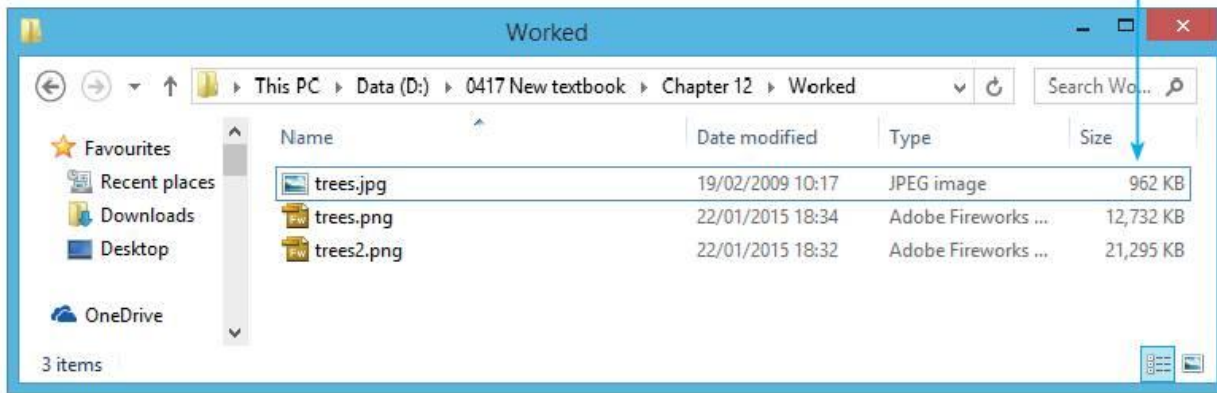 Worked
This PC ▸ Data (D:) ▸ 0417 New textbook ▸ Chapter 12 ▸ Worked
Search Wo...
Favourites
Recent places
Downloads
Desktop
OneDrive
Name Date modified Type Size
trees.jpg 19/02/2009 10:17 JPEG image 962 KB
trees.png 22/01/2015 18:34 Adobe Fireworks ... 12,732 KB
trees2.png 22/01/2015 18:32 Adobe Fireworks ... 21,295 KB
3 items